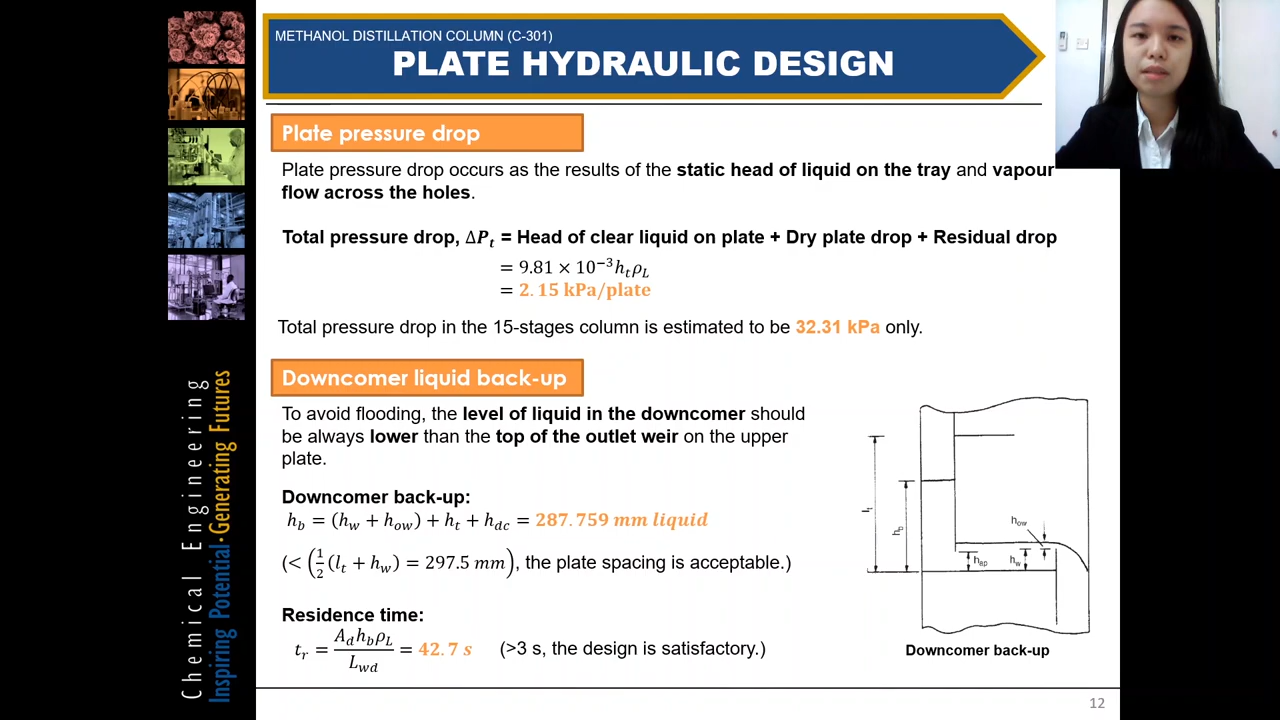 METHANOL DISTILLATION COLUMN (C-301)
PLATE HYDRAULIC DESIGN
Plate pressure drop
Plate pressure drop occurs as the results of the static head of liquid on the tray and vapour
flow across the holes.
Total pressure drop, ΔPₜ = Head of clear liquid on plate + Dry plate drop + Residual drop
= 9.81 × 10⁻³hₜρ_L
= 2.15 kPa/plate
Total pressure drop in the 15-stages column is estimated to be 32.31 kPa only.
Downcomer liquid back-up
To avoid flooding, the level of liquid in the downcomer should
be always lower than the top of the outlet weir on the upper
plate.
Downcomer back-up:
h_b = (h_w + h_ow) + h_t + h_dc = 287.759 mm liquid
(< (1/2 (l_t + h_w) = 297.5 mm), the plate spacing is acceptable.)
Residence time:
t_r = A_d h_b ρ_L / L_wd = 42.7 s (>3 s, the design is satisfactory.)
l_t
h_b
h_ow
h_ap
h_w
Downcomer back-up
Chemical Engineering
Inspiring Potential·Generating Futures
12